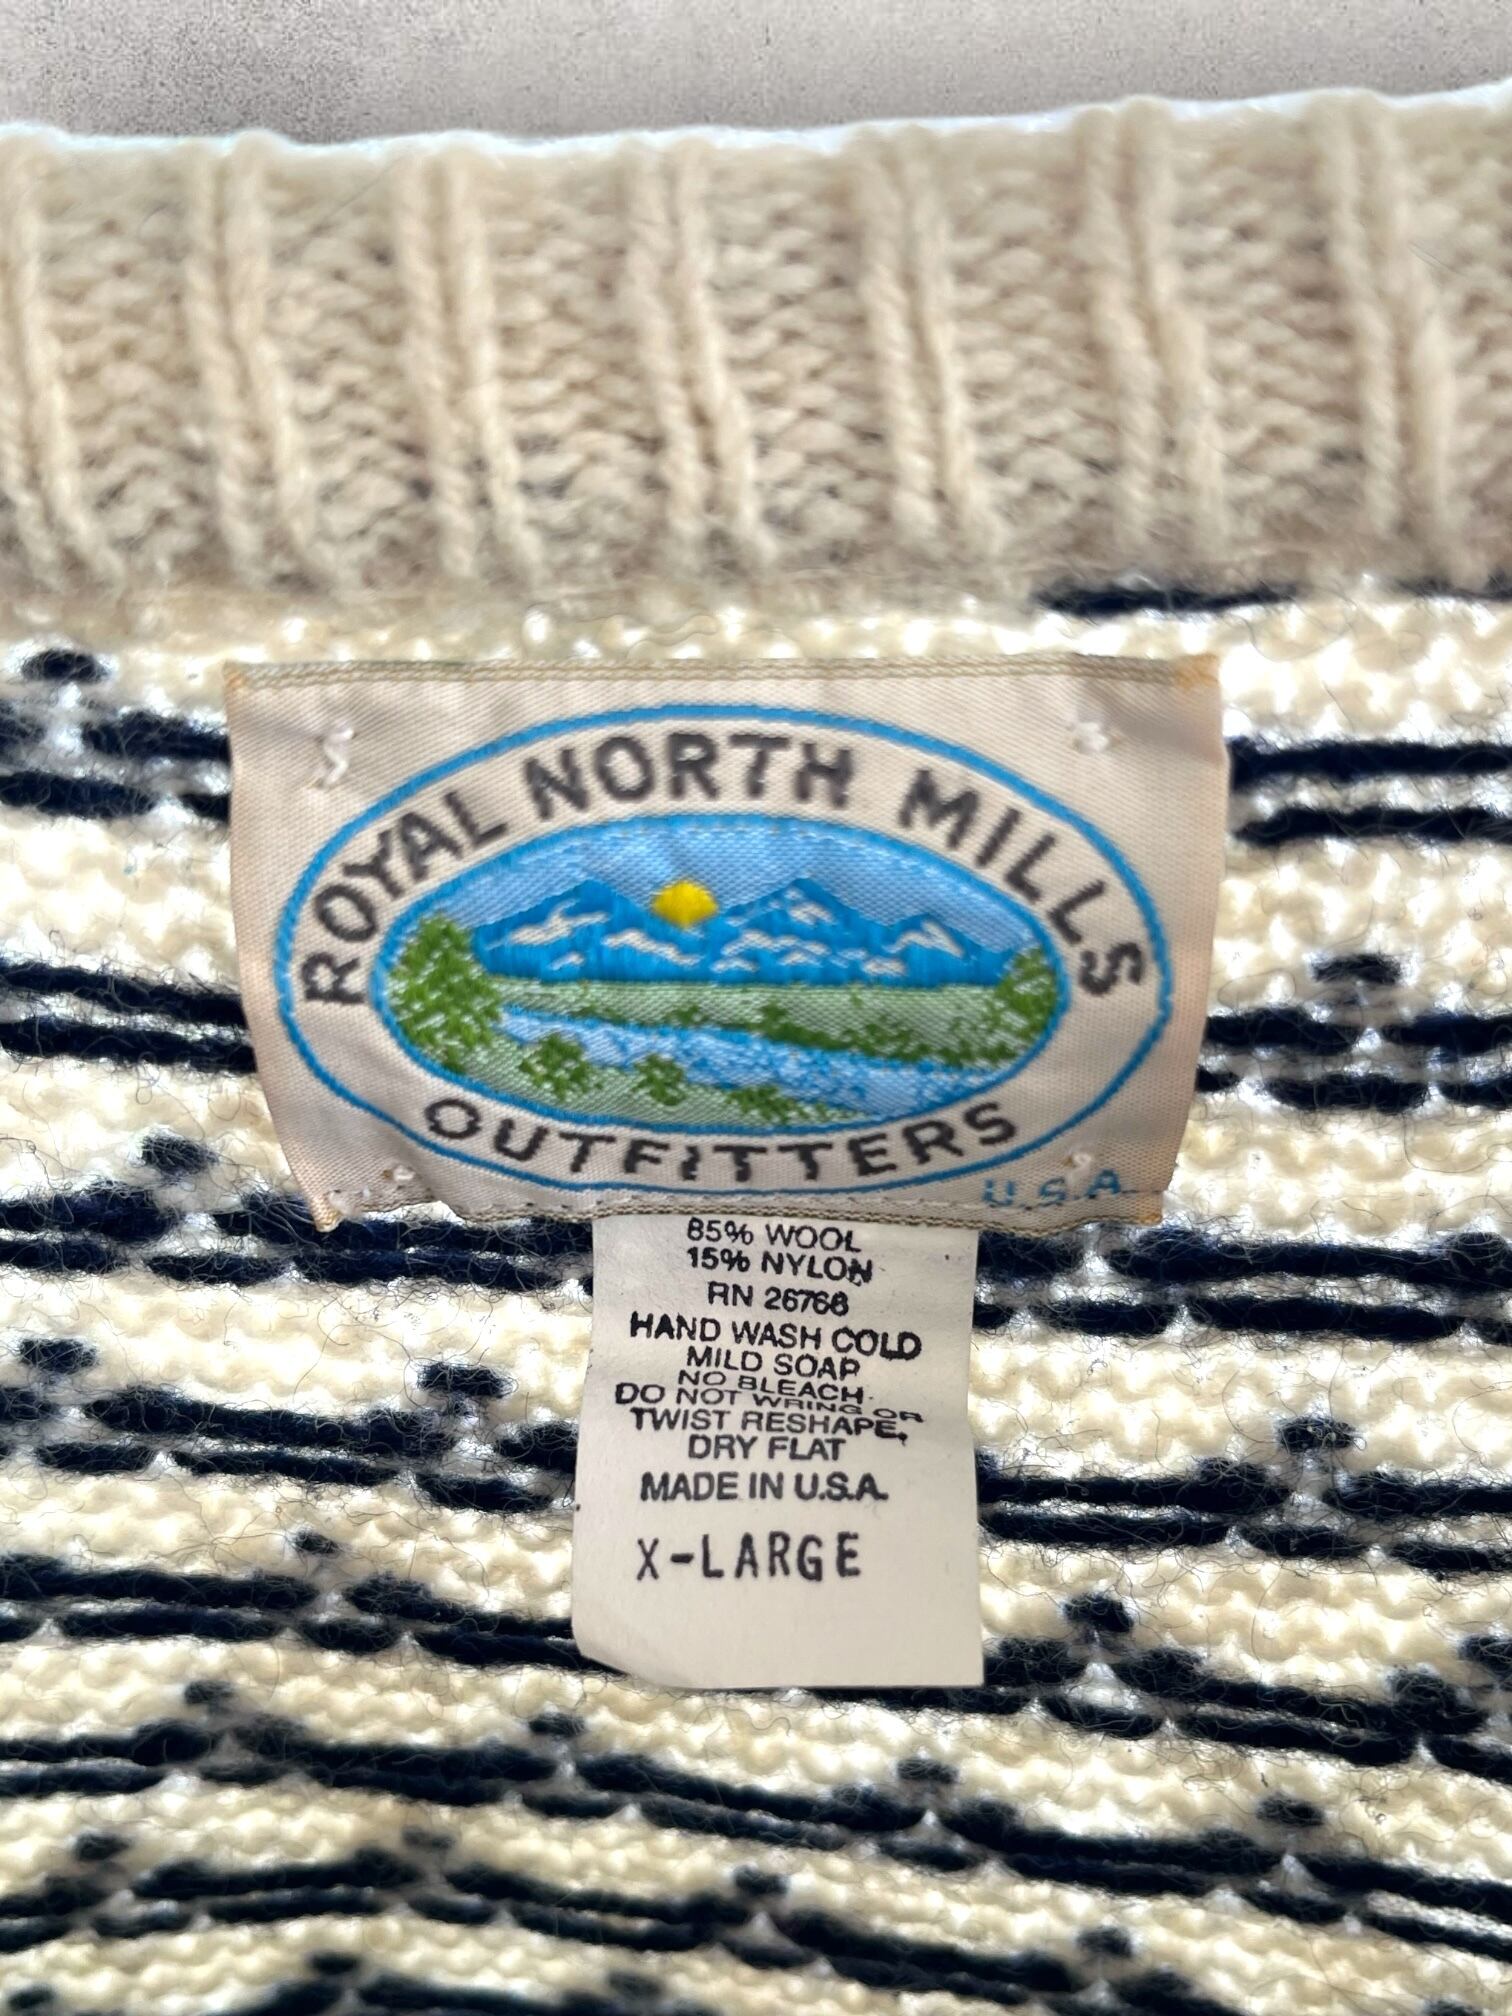 ROYAL NORTH MILLS
OUTFITTERS
U.S.A.
85% WOOL
15% NYLON
RN 26768
HAND WASH COLD
MILD SOAP
NO BLEACH
DO NOT WRING OR
TWIST RESHAPE,
DRY FLAT
MADE IN U.S.A.
X-LARGE